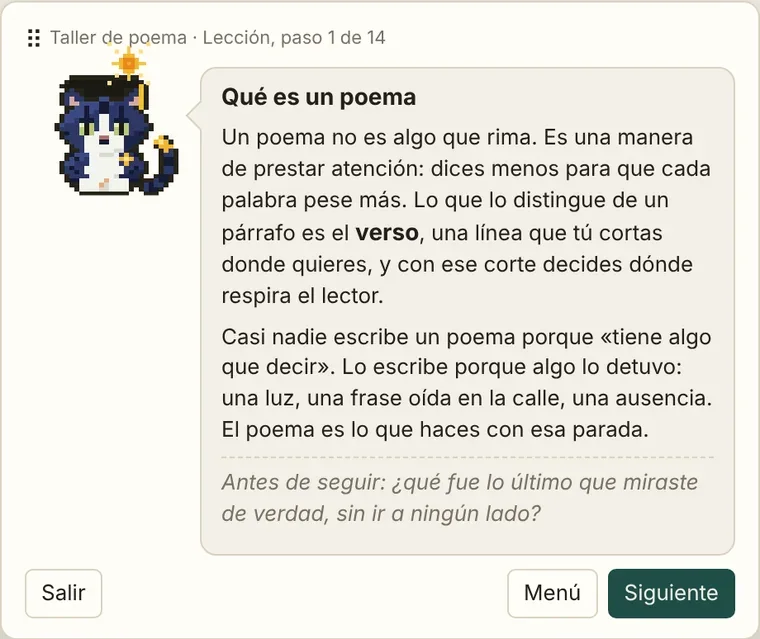 Taller de poema · Lección, paso 1 de 14
Qué es un poema
Un poema no es algo que rima. Es una manera
de prestar atención: dices menos para que cada
palabra pese más. Lo que lo distingue de un
párrafo es el verso, una línea que tú cortas
donde quieres, y con ese corte decides dónde
respira el lector.
Casi nadie escribe un poema porque «tiene algo
que decir». Lo escribe porque algo lo detuvo:
una luz, una frase oída en la calle, una ausencia.
El poema es lo que haces con esa parada.
Antes de seguir: ¿qué fue lo último que miraste
de verdad, sin ir a ningún lado?
Salir
Menú
Siguiente